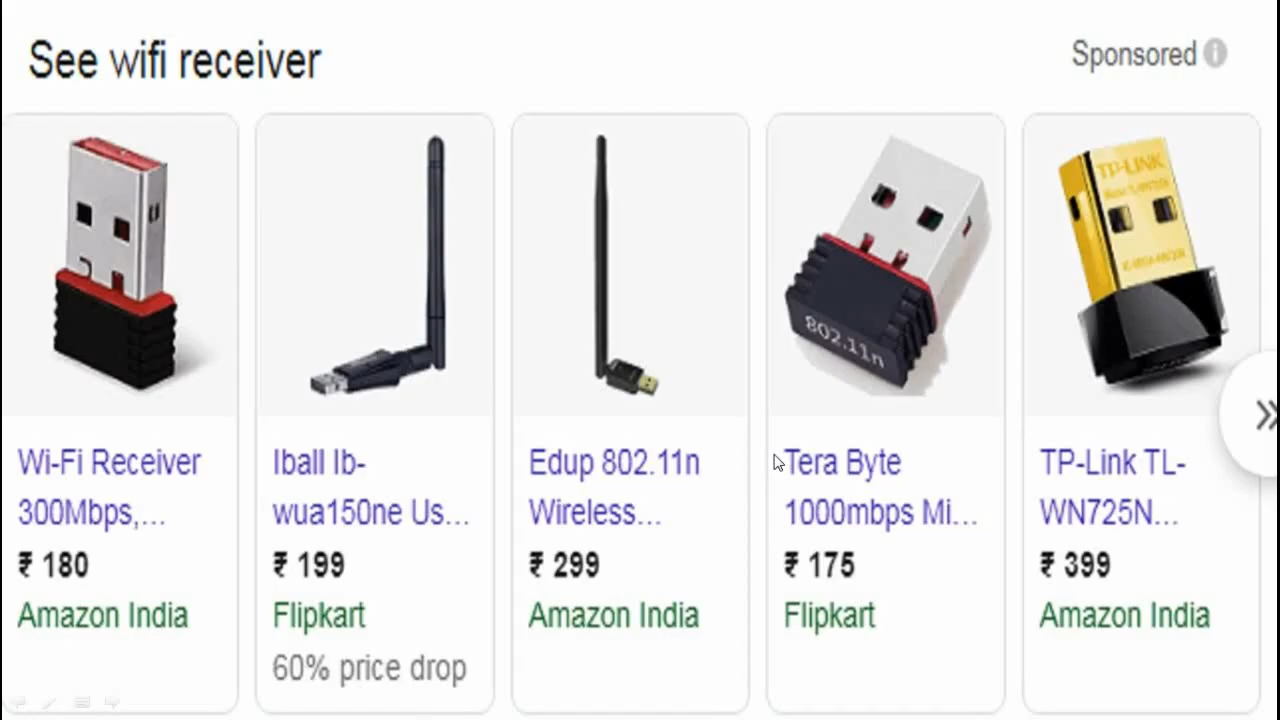 See wifi receiver
Sponsored
TP-LINK
802.11n
Wi-Fi Receiver
300Mbps,...
₹ 180
Amazon India
Iball Ib-
wua150ne Us...
₹ 199
Flipkart
60% price drop
Edup 802.11n
Wireless...
₹ 299
Amazon India
Tera Byte
1000mbps Mi...
₹ 175
Flipkart
TP-Link TL-
WN725N...
₹ 399
Amazon India